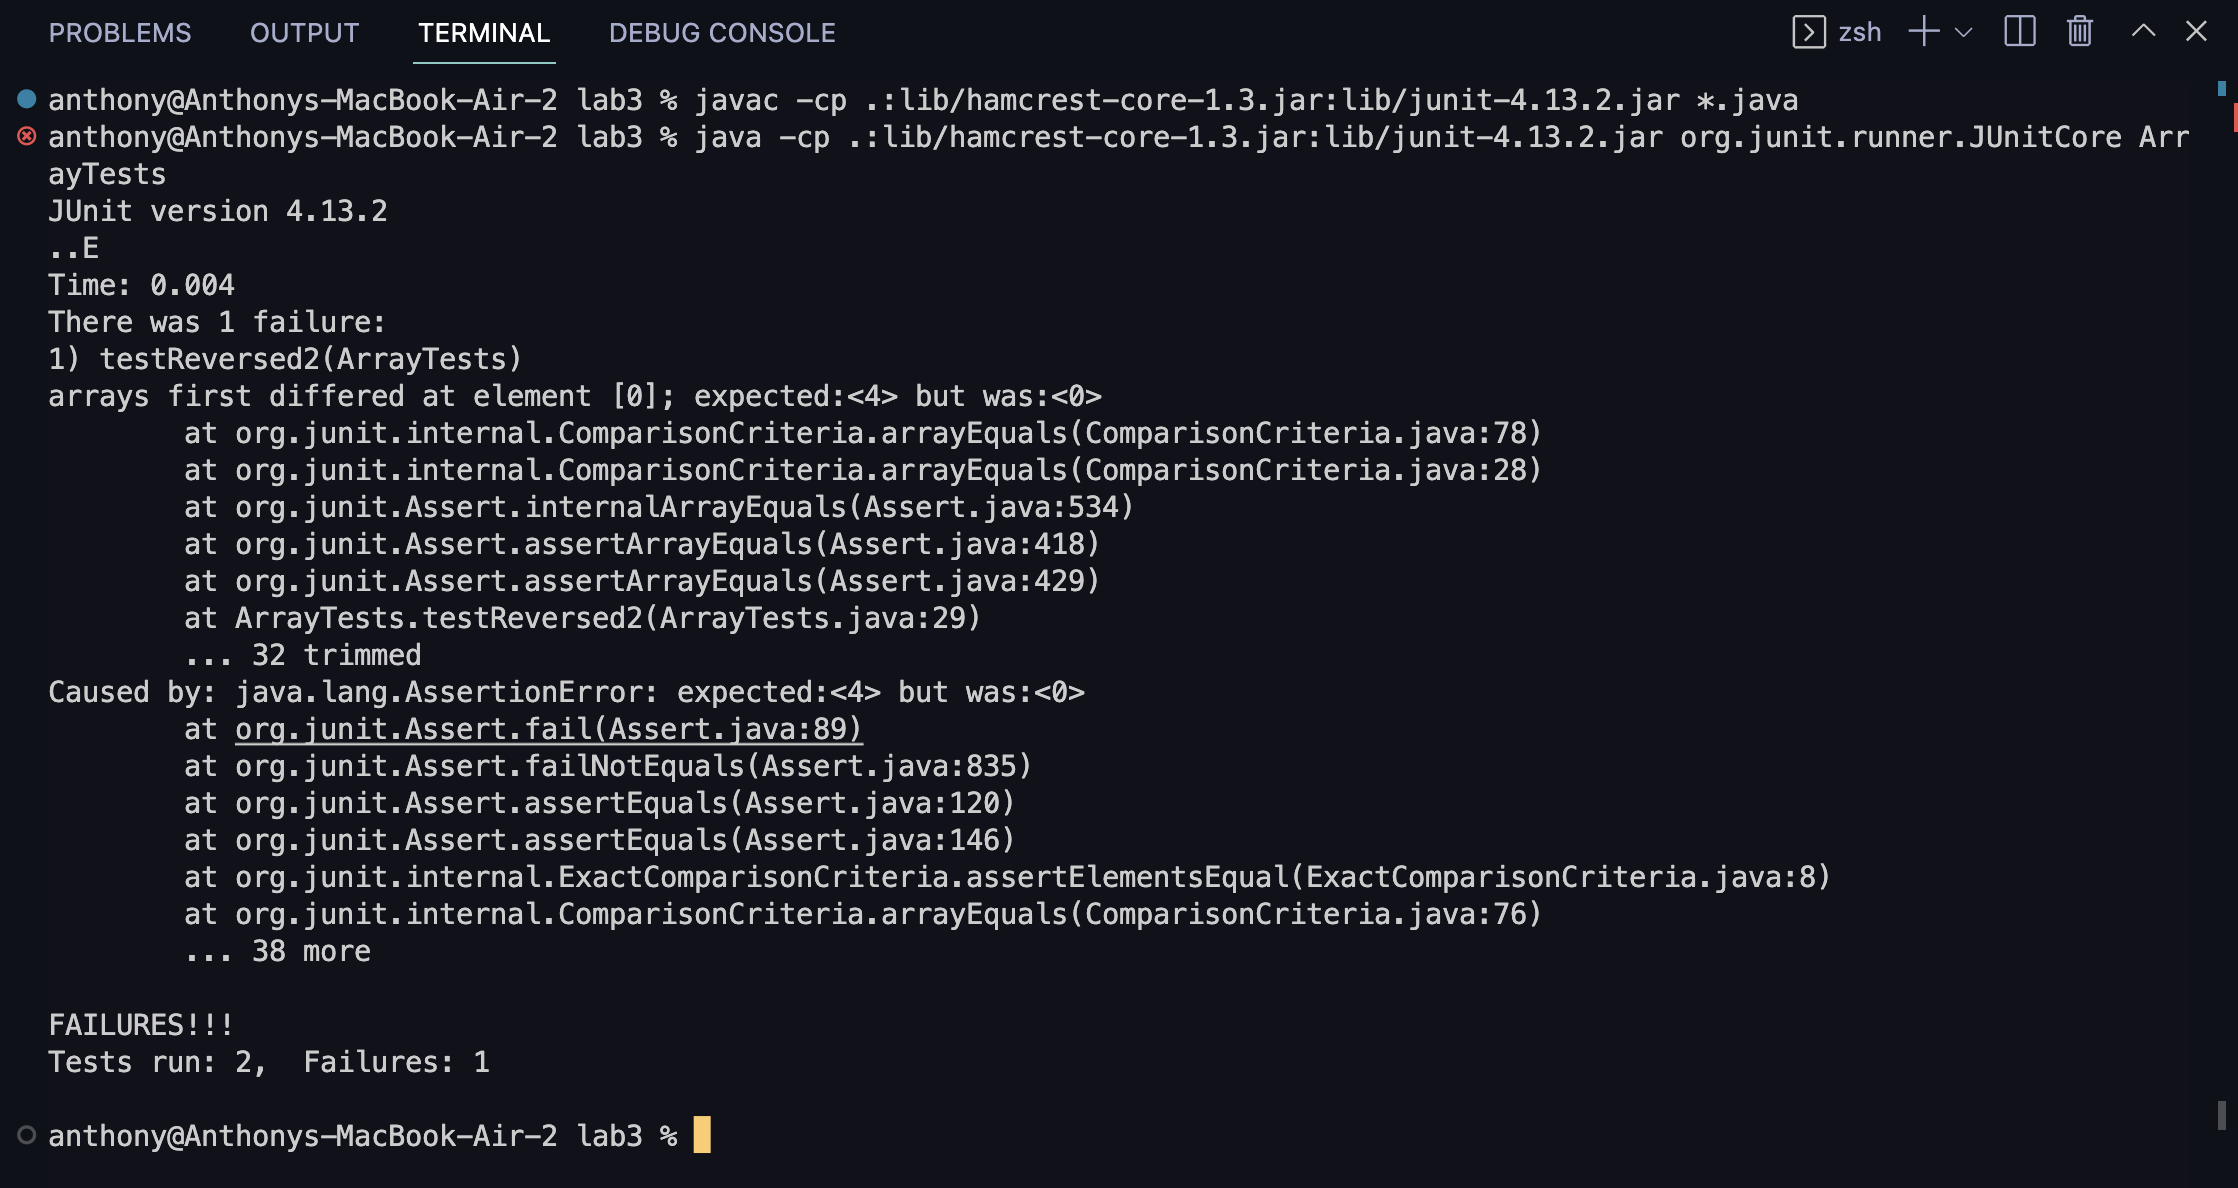 PROBLEMS OUTPUT TERMINAL DEBUG CONSOLE zsh
anthony@Anthonys-MacBook-Air-2 lab3 % javac -cp .:lib/hamcrest-core-1.3.jar:lib/junit-4.13.2.jar *.java
anthony@Anthonys-MacBook-Air-2 lab3 % java -cp .:lib/hamcrest-core-1.3.jar:lib/junit-4.13.2.jar org.junit.runner.JUnitCore Arr
ayTests
JUnit version 4.13.2
..E
Time: 0.004
There was 1 failure:
1) testReversed2(ArrayTests)
arrays first differed at element [0]; expected:<4> but was:<0>
        at org.junit.internal.ComparisonCriteria.arrayEquals(ComparisonCriteria.java:78)
        at org.junit.internal.ComparisonCriteria.arrayEquals(ComparisonCriteria.java:28)
        at org.junit.Assert.internalArrayEquals(Assert.java:534)
        at org.junit.Assert.assertArrayEquals(Assert.java:418)
        at org.junit.Assert.assertArrayEquals(Assert.java:429)
        at ArrayTests.testReversed2(ArrayTests.java:29)
        ... 32 trimmed
Caused by: java.lang.AssertionError: expected:<4> but was:<0>
        at org.junit.Assert.fail(Assert.java:89)
        at org.junit.Assert.failNotEquals(Assert.java:835)
        at org.junit.Assert.assertEquals(Assert.java:120)
        at org.junit.Assert.assertEquals(Assert.java:146)
        at org.junit.internal.ExactComparisonCriteria.assertElementsEqual(ExactComparisonCriteria.java:8)
        at org.junit.internal.ComparisonCriteria.arrayEquals(ComparisonCriteria.java:76)
        ... 38 more
FAILURES!!!
Tests run: 2,  Failures: 1
anthony@Anthonys-MacBook-Air-2 lab3 %